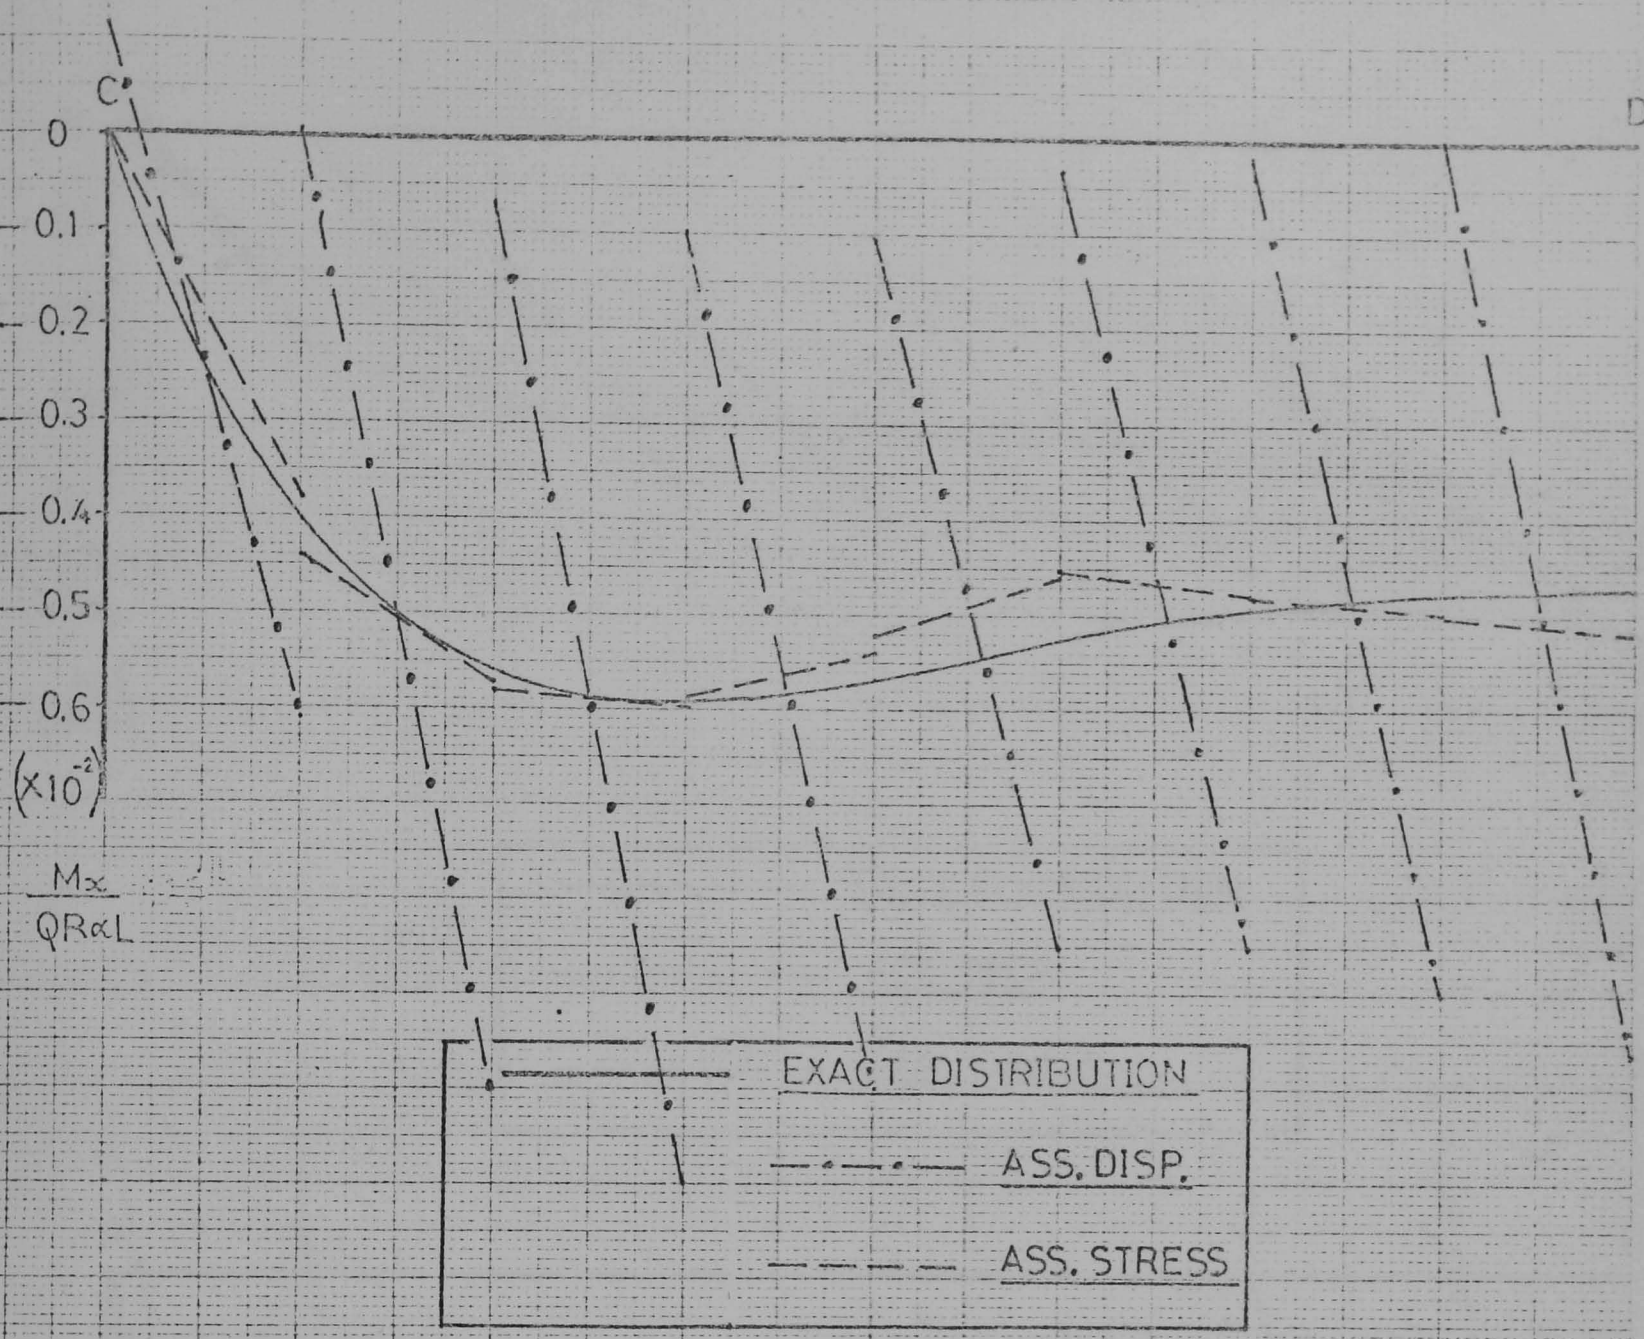 C
D
0
0.1
0.2
0.3
0.4
0.5
0.6
(×10⁻²)
Mx
QRαL
EXACT DISTRIBUTION
ASS. DISP.
ASS. STRESS